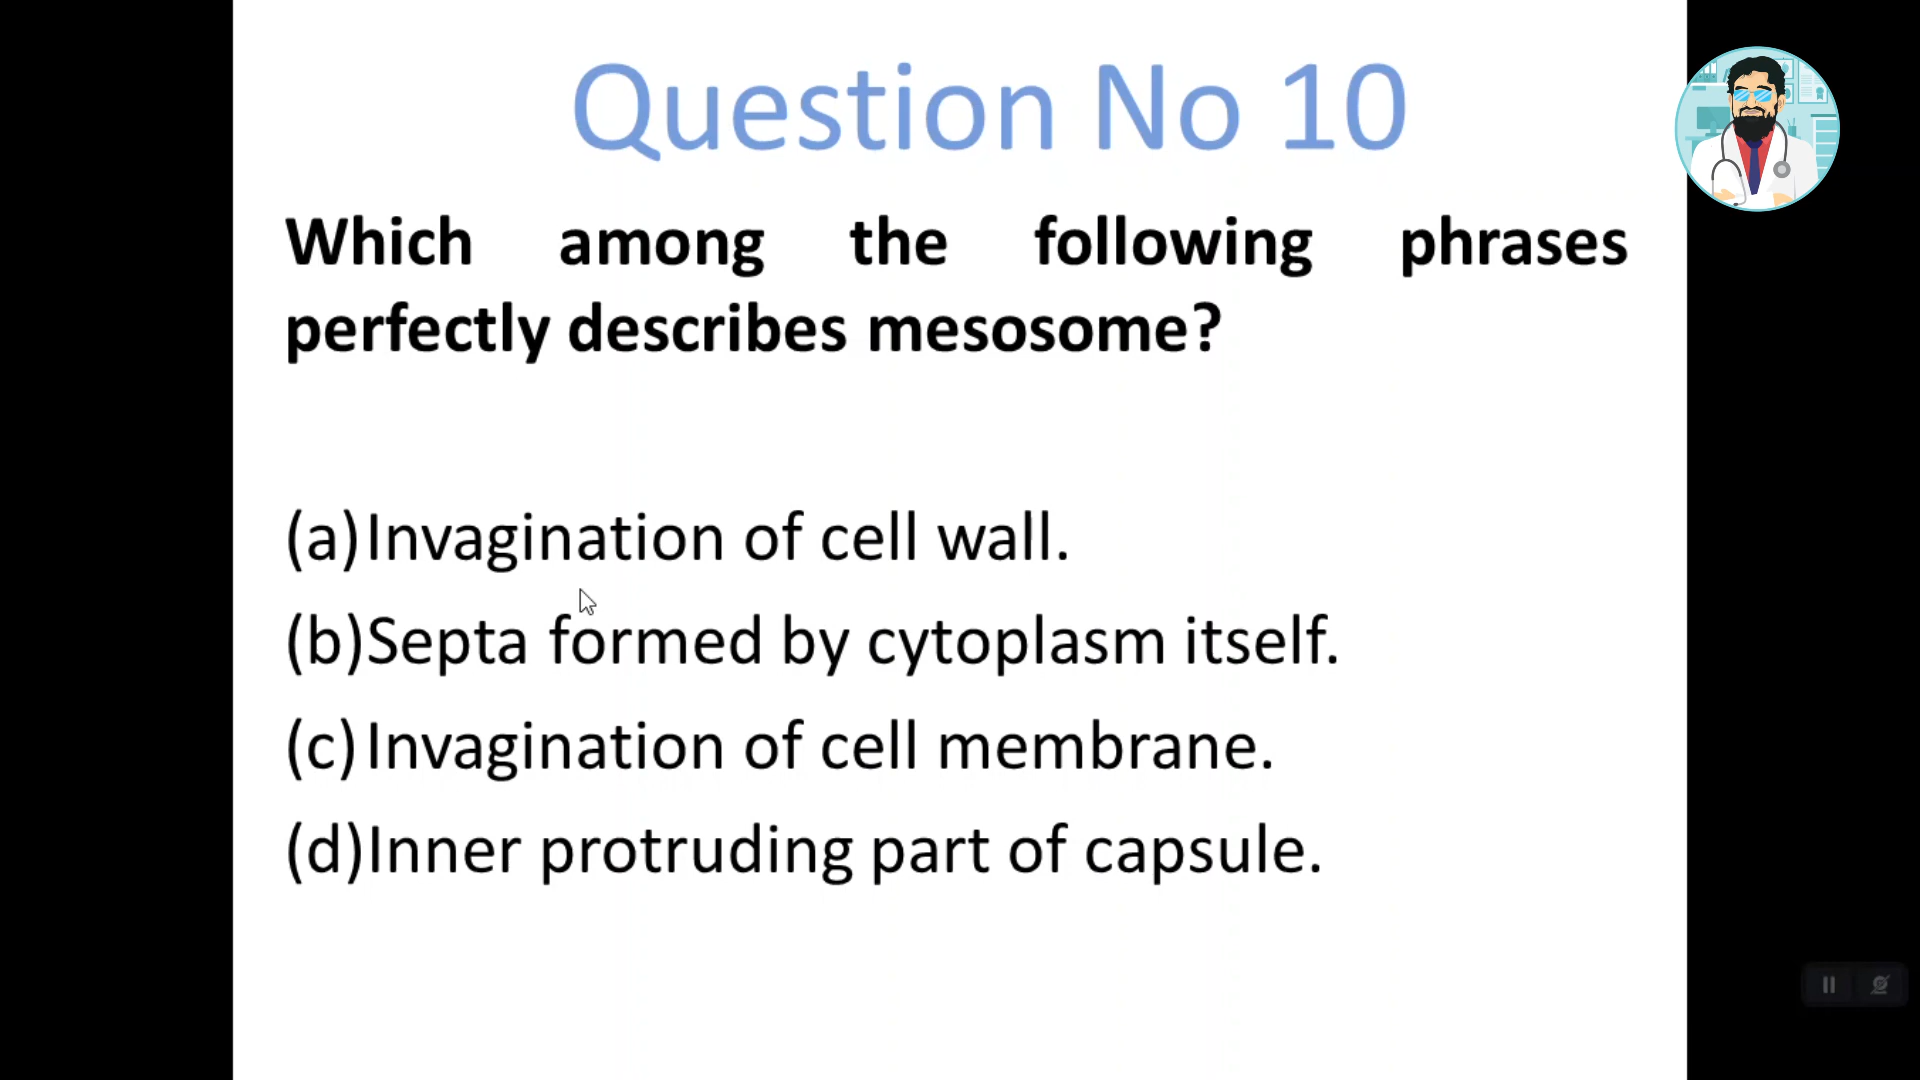 Question No 10
Which among the following phrases
perfectly describes mesosome?
(a) Invagination of cell wall.
(b) Septa formed by cytoplasm itself.
(c) Invagination of cell membrane.
(d) Inner protruding part of capsule.